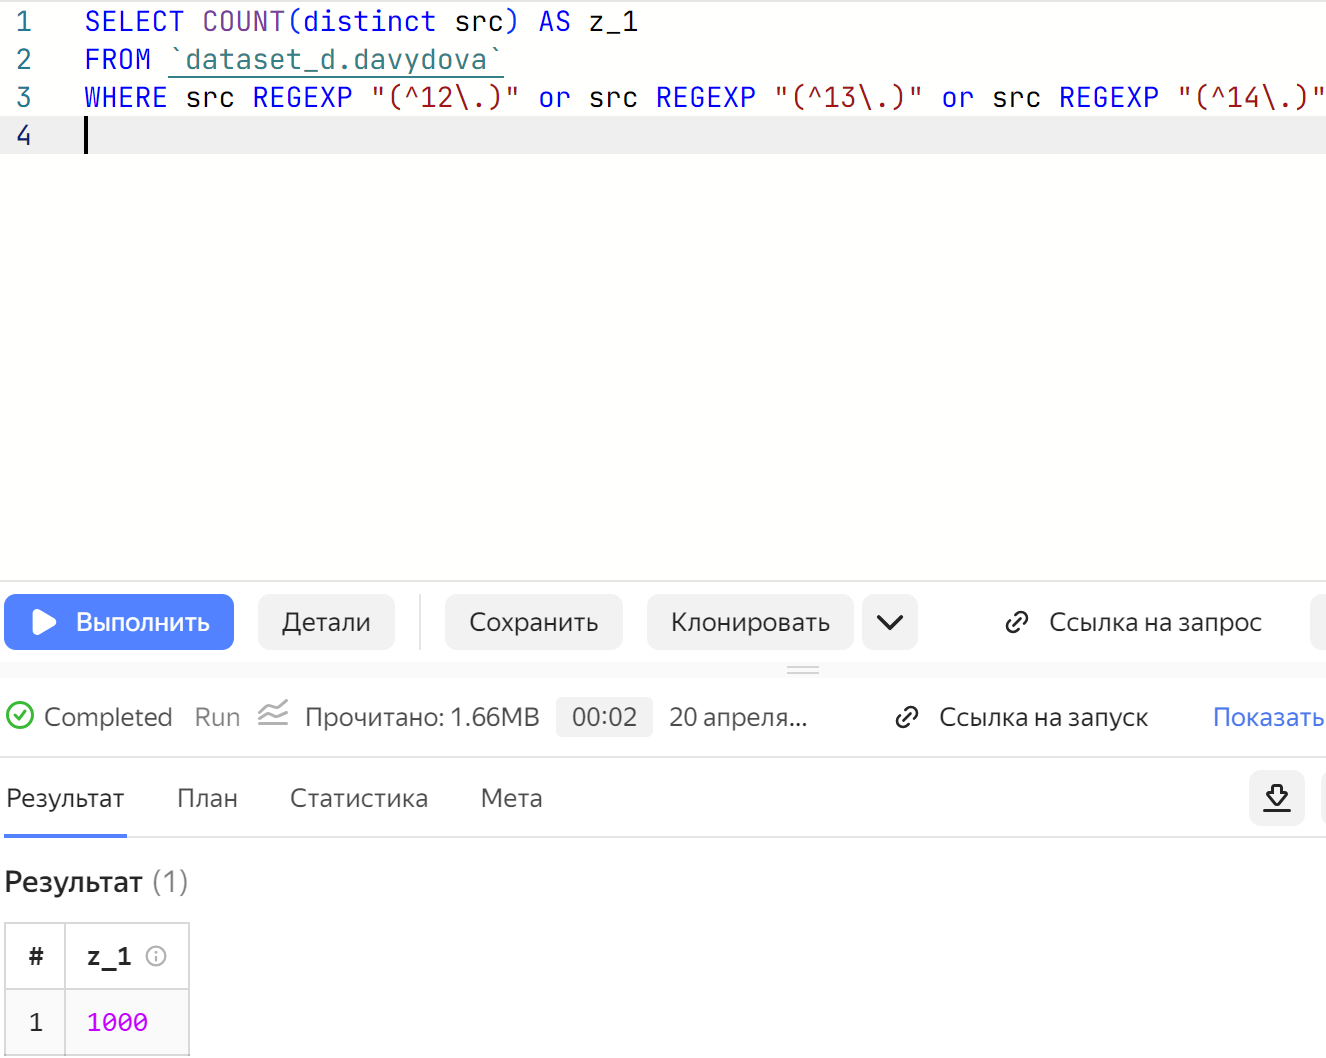 1 SELECT COUNT(distinct src) AS z_1
2 FROM `dataset_d.davydova`
3 WHERE src REGEXP "(^12\.)" or src REGEXP "(^13\.)" or src REGEXP "(^14\.)"
4
Выполнить Детали Сохранить Клонировать Ссылка на запрос
Completed Run Прочитано: 1.66MB 00:02 20 апреля... Ссылка на запуск Показать
Результат План Статистика Мета
Результат (1)
# z_1
1 1000